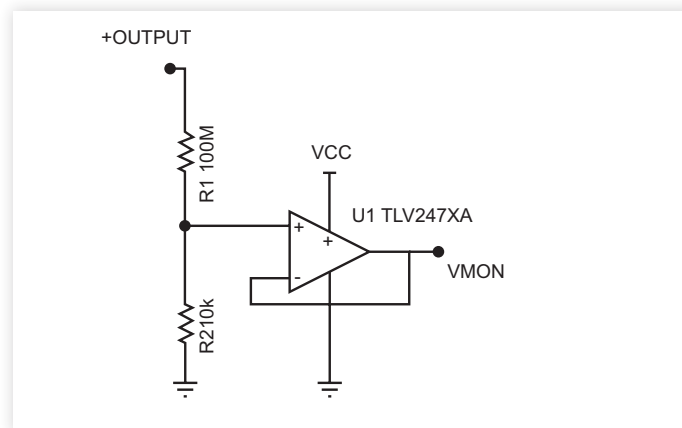 +OUTPUT
R1 100M
VCC
U1 TLV247XA
+
+
-
VMON
R210k